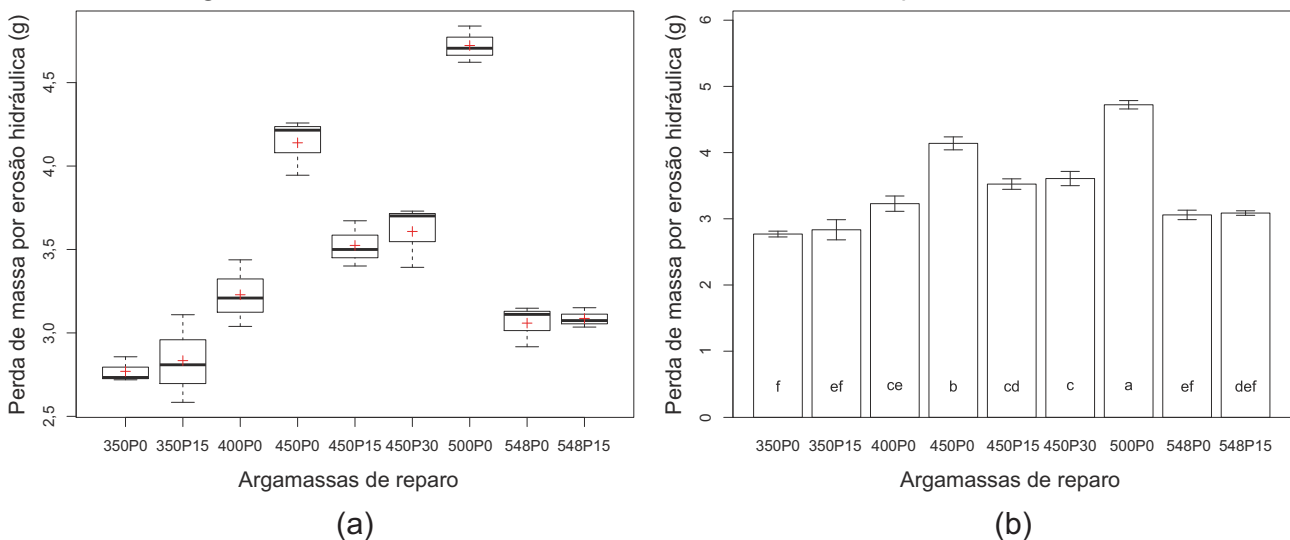 Perda de massa por erosão hidráulica (g)
4,5
4,0
3,5
3,0
2,5
350P0 350P15 400P0 450P0 450P15 450P30 500P0 548P0 548P15
Argamassas de reparo
(a)
Perda de massa por erosão hidráulica (g)
6
5
4
3
2
1
0
f ef ce b cd c a ef def
350P0 350P15 400P0 450P0 450P15 450P30 500P0 548P0 548P15
Argamassas de reparo
(b)